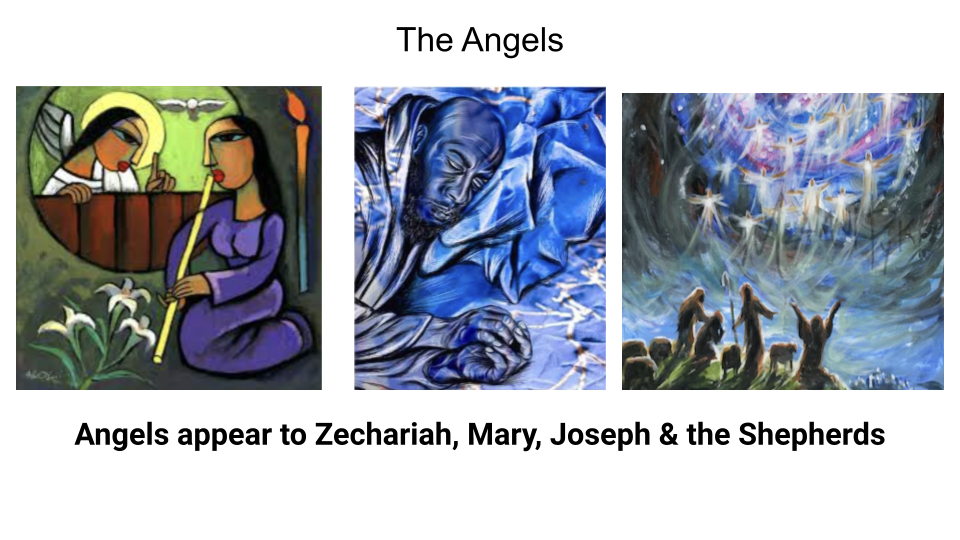 The Angels
Angels appear to Zechariah, Mary, Joseph & the Shepherds